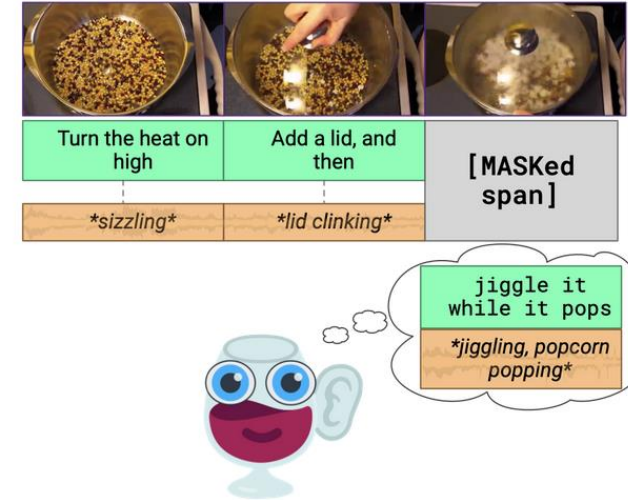 Turn the heat on
high
Add a lid, and
then
[MASKed
span]
*sizzling*
*lid clinking*
jiggle it
while it pops
*jiggling, popcorn
popping*